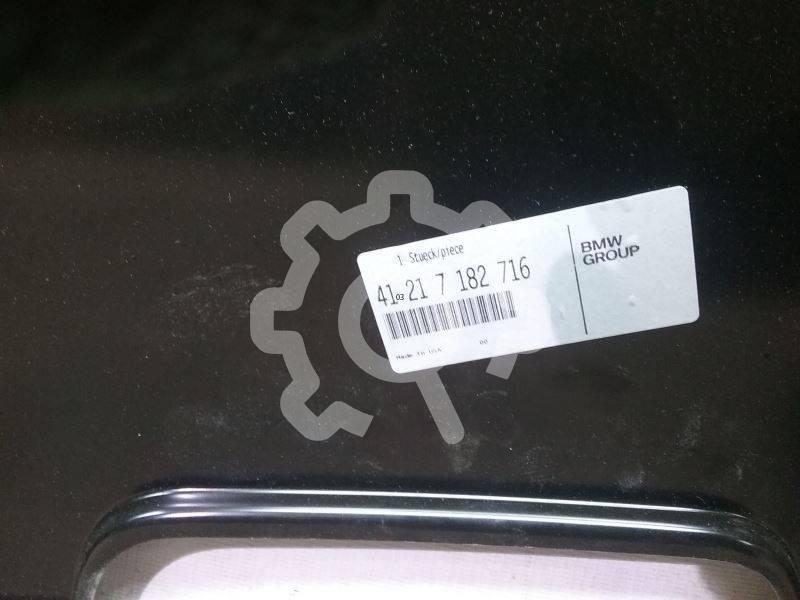 1 Stueck/piece
41 03 21 7 182 716
Made in USA 00
BMW
GROUP